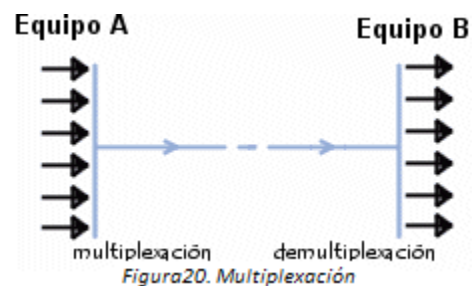 Equipo A
Equipo B
multiplexación
demultiplexación
Figura20. Multiplexación